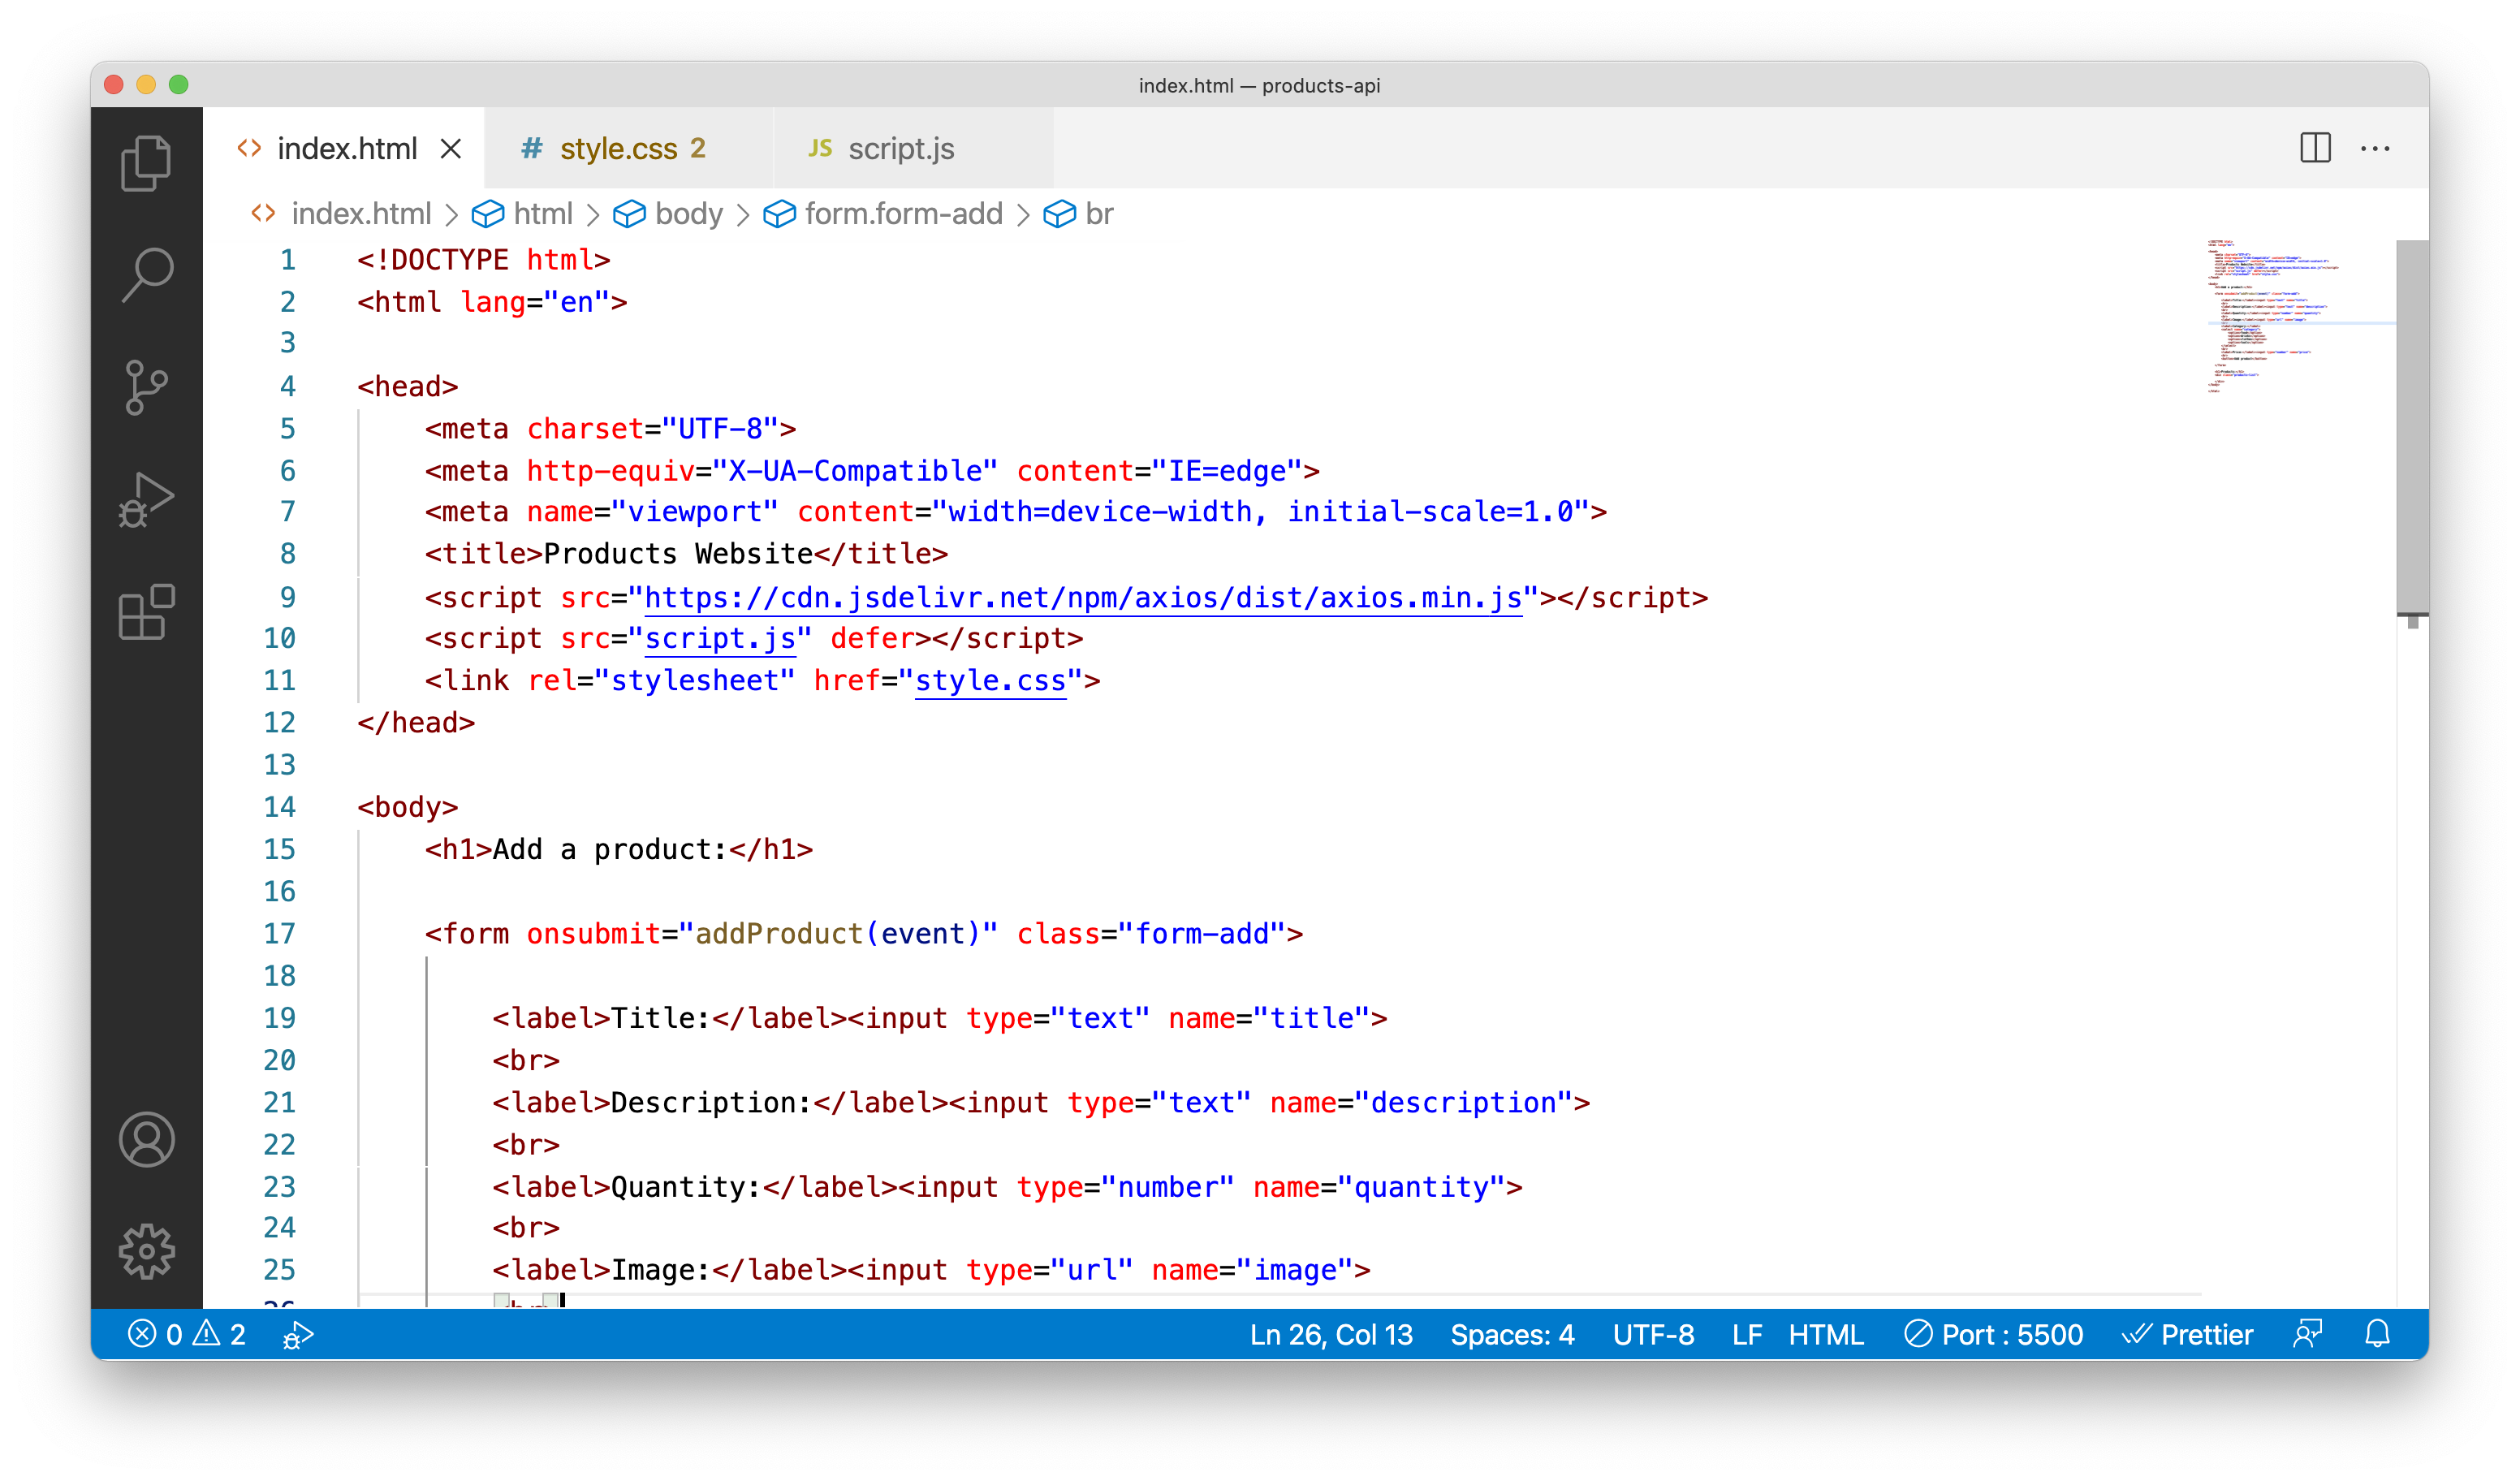 index.html — products-api
index.html
# style.css 2
JS script.js
index.html > html > body > form.form-add > br
1 <!DOCTYPE html>
2 <html lang="en">
3
4 <head>
5 <meta charset="UTF-8">
6 <meta http-equiv="X-UA-Compatible" content="IE=edge">
7 <meta name="viewport" content="width=device-width, initial-scale=1.0">
8 <title>Products Website</title>
9 <script src="https://cdn.jsdelivr.net/npm/axios/dist/axios.min.js"></script>
10 <script src="script.js" defer></script>
11 <link rel="stylesheet" href="style.css">
12 </head>
13
14 <body>
15 <h1>Add a product:</h1>
16
17 <form onsubmit="addProduct(event)" class="form-add">
18
19 <label>Title:</label><input type="text" name="title">
20 <br>
21 <label>Description:</label><input type="text" name="description">
22 <br>
23 <label>Quantity:</label><input type="number" name="quantity">
24 <br>
25 <label>Image:</label><input type="url" name="image">
26 <br>
0 2 Ln 26, Col 13 Spaces: 4 UTF-8 LF HTML Port : 5500 Prettier